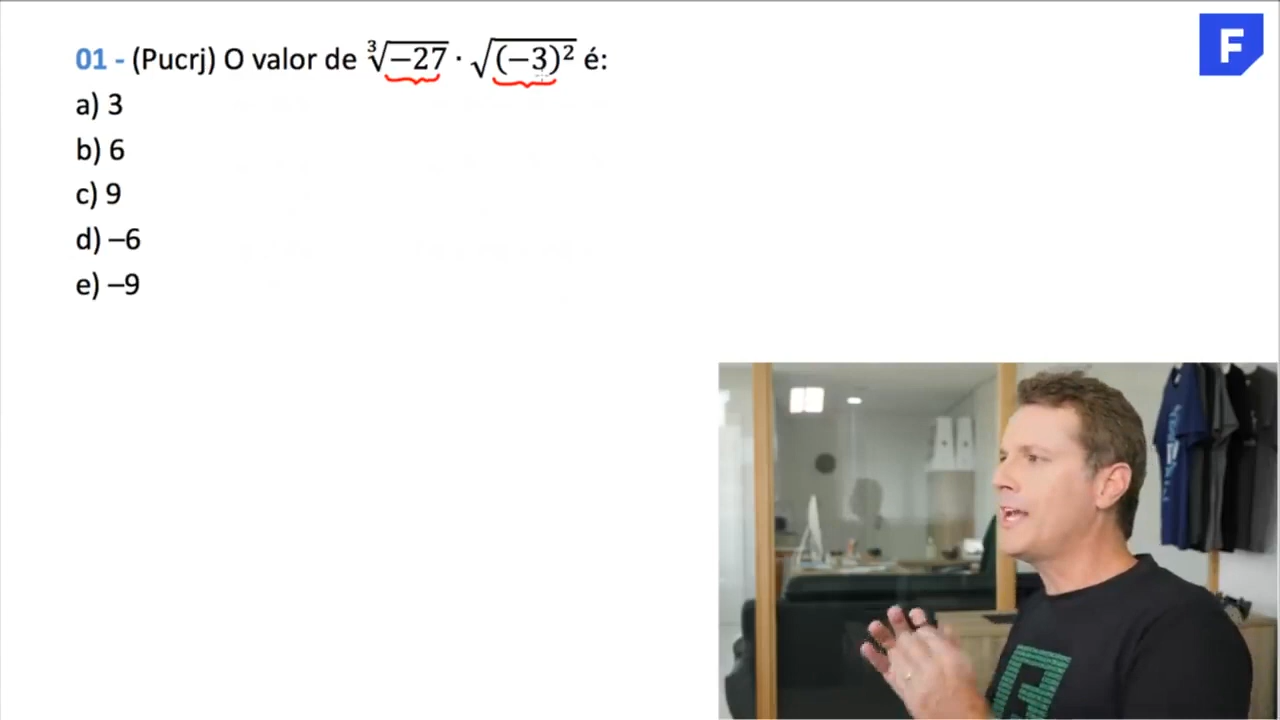 01 - (Pucrj) O valor de ∛−27 · √(−3)² é:
a) 3
b) 6
c) 9
d) −6
e) −9
F